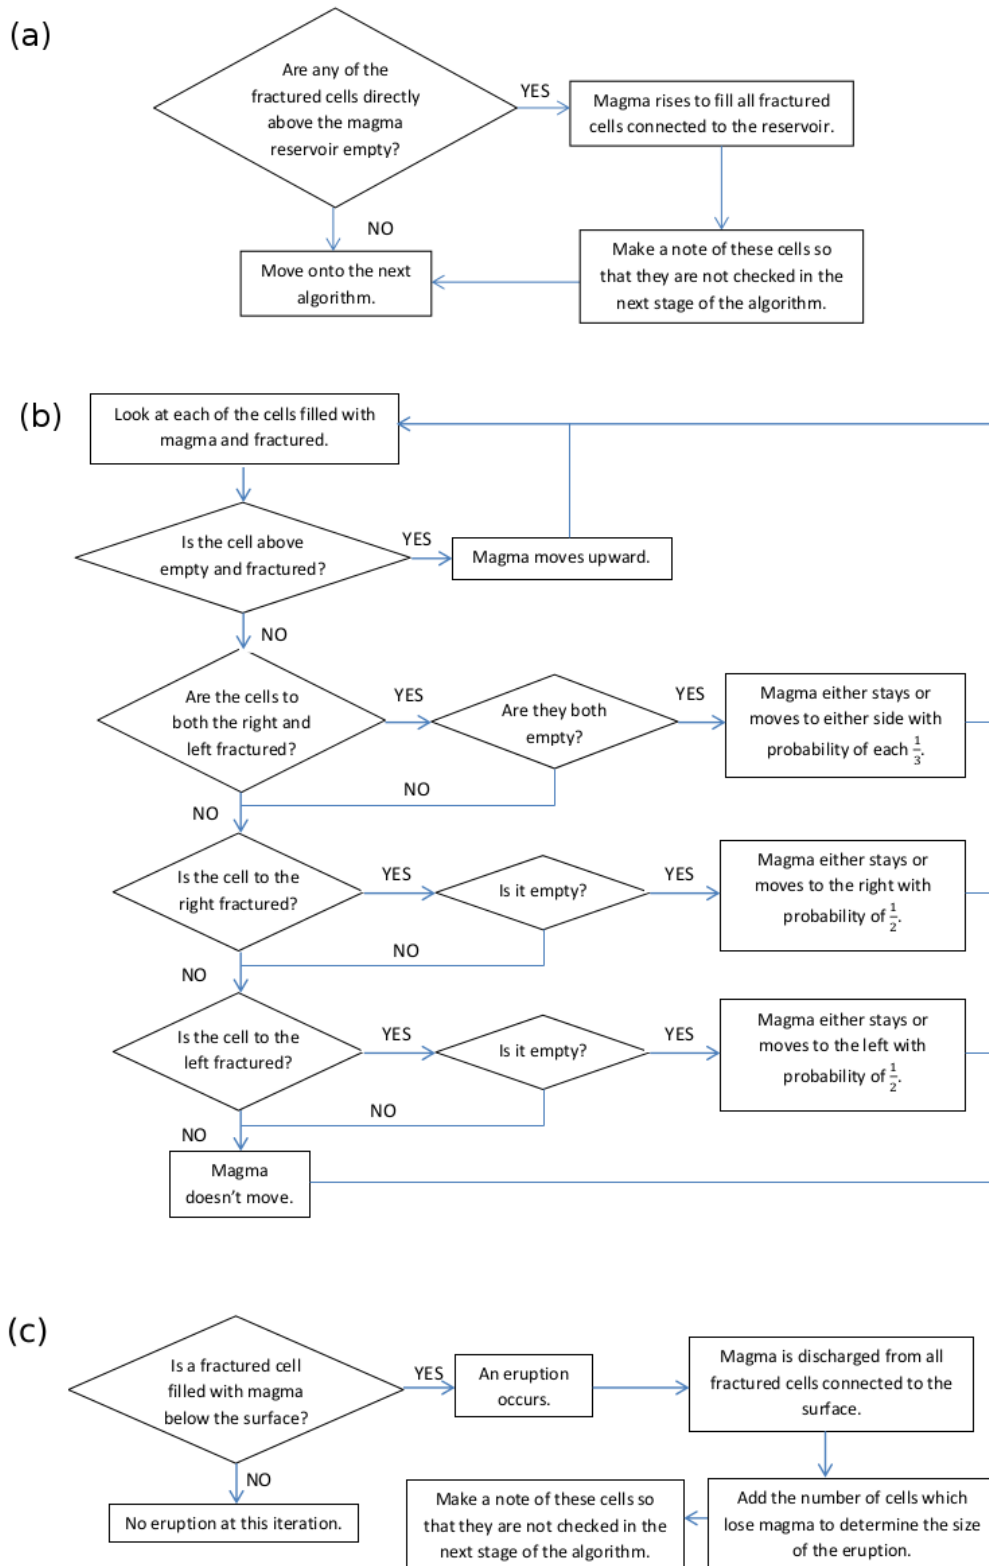 (a)
Are any of the
fractured cells directly
above the magma
reservoir empty?
YES
Magma rises to fill all fractured
cells connected to the reservoir.
NO
Move onto the next
algorithm.
Make a note of these cells so
that they are not checked in the
next stage of the algorithm.
(b)
Look at each of the cells filled with
magma and fractured.
Is the cell above
empty and fractured?
YES
Magma moves upward.
NO
Are the cells to
both the right and
left fractured?
YES
Are they both
empty?
YES
Magma either stays or
moves to either side with
probability of each 1/3.
NO
NO
Is the cell to the
right fractured?
YES
Is it empty?
YES
Magma either stays or
moves to the right with
probability of 1/2.
NO
NO
Is the cell to the
left fractured?
YES
Is it empty?
YES
Magma either stays or
moves to the left with
probability of 1/2.
NO
NO
Magma
doesn't move.
(c)
Is a fractured cell
filled with magma
below the surface?
YES
An eruption
occurs.
Magma is discharged from all
fractured cells connected to the
surface.
NO
No eruption at this iteration.
Make a note of these cells so
that they are not checked in the
next stage of the algorithm.
Add the number of cells which
lose magma to determine the size
of the eruption.